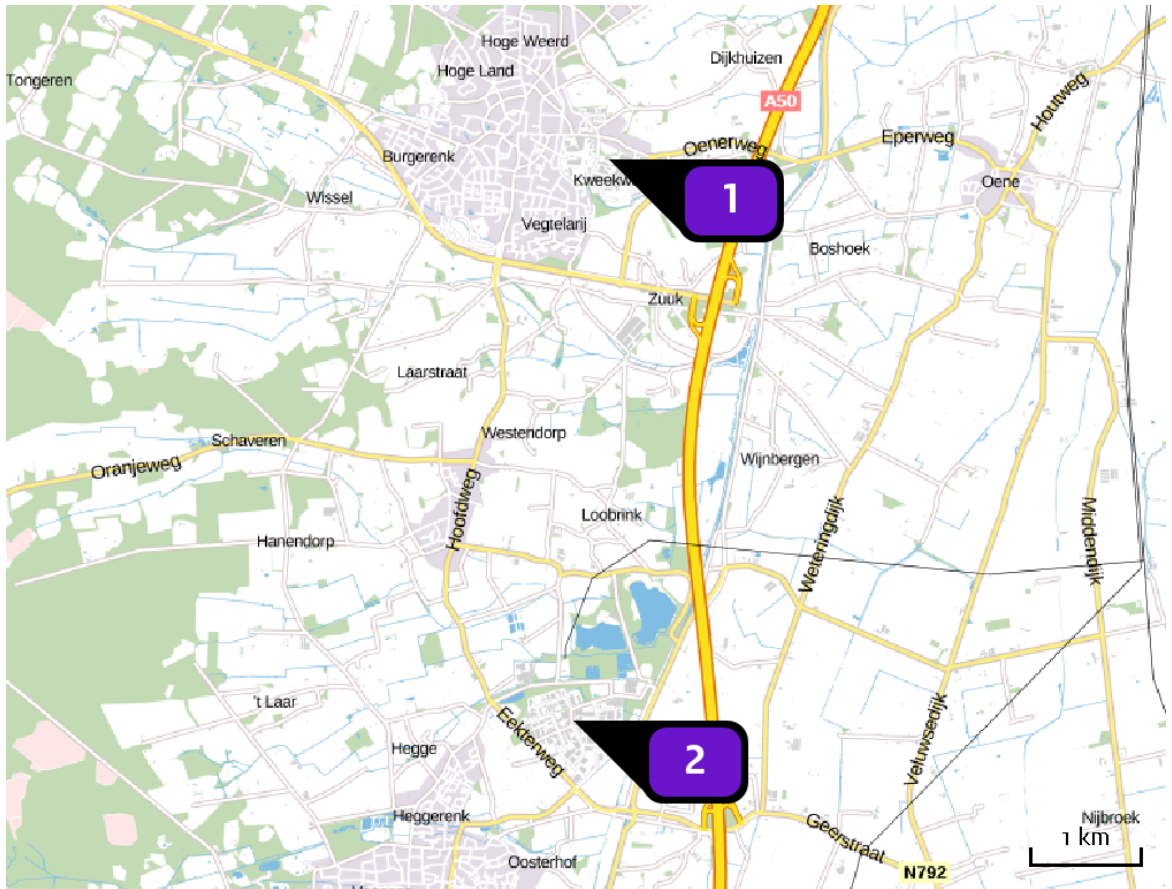 Hoge Weerd
Dijkhuizen
Hoge Land
Tongeren
A50
Houtweg
Eperweg
Oenerweg
Burgerenk
Kweekw
Oene
Wissel
1
Vegtelarij
Boshoek
Zuuk
Laarstraat
Westendorp
Schaveren
Oranjeweg
Wijnbergen
Hoofdweg
Loobrink
Weteringdijk
Middendijk
Hanendorp
't Laar
Eekterweg
Veluwsedijk
Hegge
2
Heggerenk
Geerstraat
Nijbroek
1 km
Oosterhof
N792